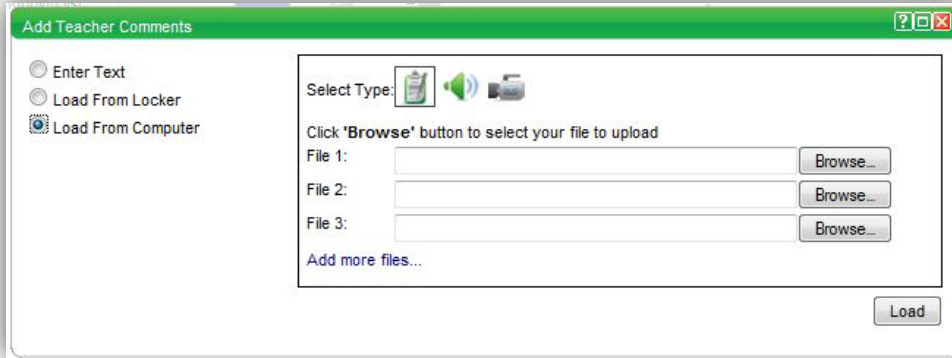 Add Teacher Comments
Enter Text
Load From Locker
Load From Computer
Select Type:
Click 'Browse' button to select your file to upload
File 1: Browse...
File 2: Browse...
File 3: Browse...
Add more files...
Load